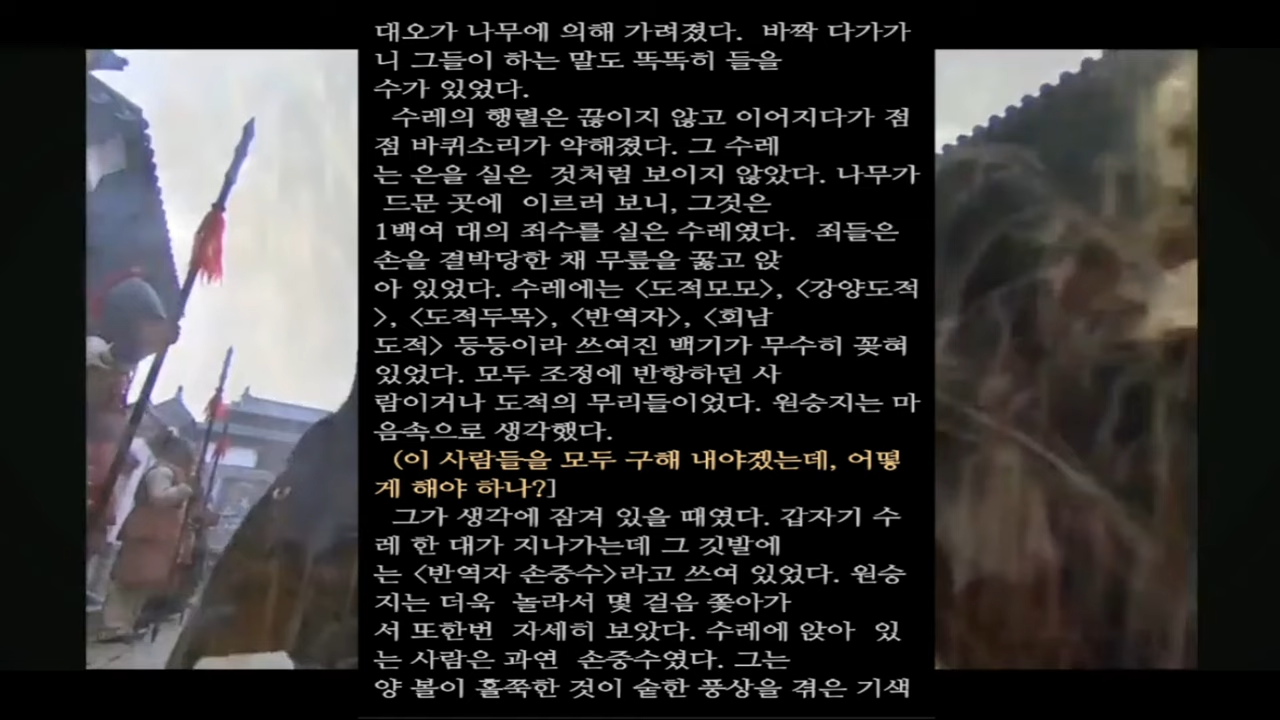 대오가 나무에 의해 가려졌다.  바짝 다가가
니 그들이 하는 말도 똑똑히 들을
수가 있었다.
수레의 행렬은 끊이지 않고 이어지다가 점
점 바퀴소리가 약해졌다. 그 수레
는 은을 실은  것처럼 보이지 않았다. 나무가
드문 곳에  이르러 보니, 그것은
1백여 대의 죄수를 실은 수레였다.  죄들은
손을 결박당한 채 무릎을 꿇고 앉
아 있었다. 수레에는 〈도적모모〉, 〈강양도적
〉, 〈도적두목〉, 〈반역자〉, 〈회남
도적〉 등등이라 쓰여진 백기가 무수히 꽂혀
있었다. 모두 조정에 반항하던 사
람이거나 도적의 무리들이었다. 원승지는 마
음속으로 생각했다.
(이 사람들을 모두 구해 내야겠는데, 어떻
게 해야 하나?]
그가 생각에 잠겨 있을 때였다. 갑자기 수
레 한 대가 지나가는데 그 깃발에
는 〈반역자 손중수〉라고 쓰여 있었다. 원승
지는 더욱  놀라서 몇 걸음 쫓아가
서 또한번  자세히 보았다. 수레에 앉아  있
는 사람은 과연  손중수였다. 그는
양 볼이 홀쭉한 것이 숱한 풍상을 겪은 기색